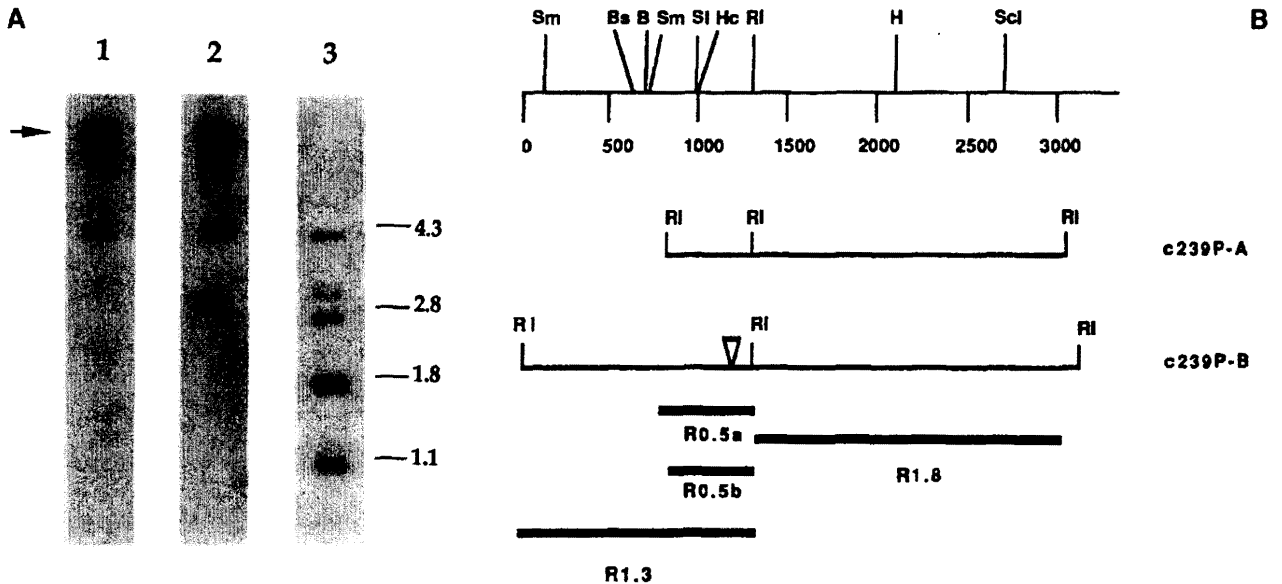 A
1 2 3
4.3
2.8
1.8
1.1
B
Sm Bs B Sm Sl Hc RI H ScI
0 500 1000 1500 2000 2500 3000
RI RI RI
c239P-A
RI RI RI
c239P-B
R0.5a
R1.8
R0.5b
R1.3